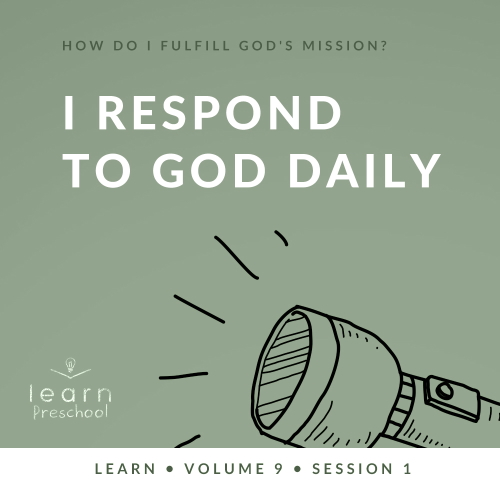 HOW DO I FULFILL GOD'S MISSION?
I RESPOND
TO GOD DAILY
learn
Preschool
LEARN • VOLUME 9 • SESSION 1